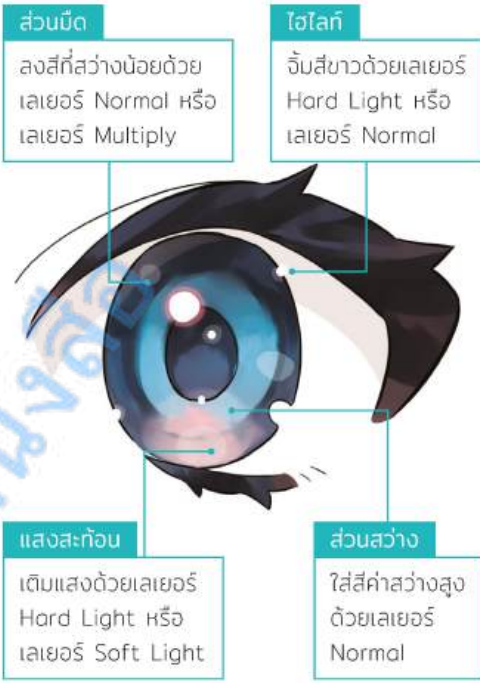 ส่วนมืด
ลงสีที่สว่างน้อยด้วย
เลเยอร์ Normal หรือ
เลเยอร์ Multiply
ไฮไลท์
จิ้มสีขาวด้วยเลเยอร์
Hard Light หรือ
เลเยอร์ Normal
แสงสะท้อน
เติมแสงด้วยเลเยอร์
Hard Light หรือ
เลเยอร์ Soft Light
ส่วนสว่าง
ใส่สีค่าสว่างสูง
ด้วยเลเยอร์
Normal